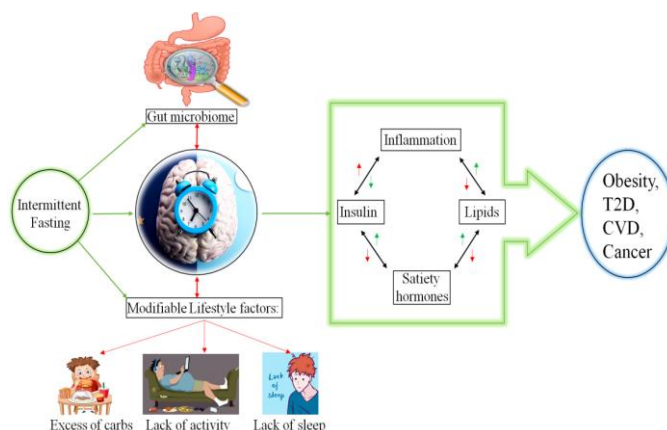 Gut microbiome
Intermittent
Fasting
Modifiable Lifestyle factors:
Excess of carbs
Lack of activity
Lack of
sleep
Lack of sleep
Inflammation
Insulin
Lipids
Satiety
hormones
Obesity,
T2D,
CVD,
Cancer